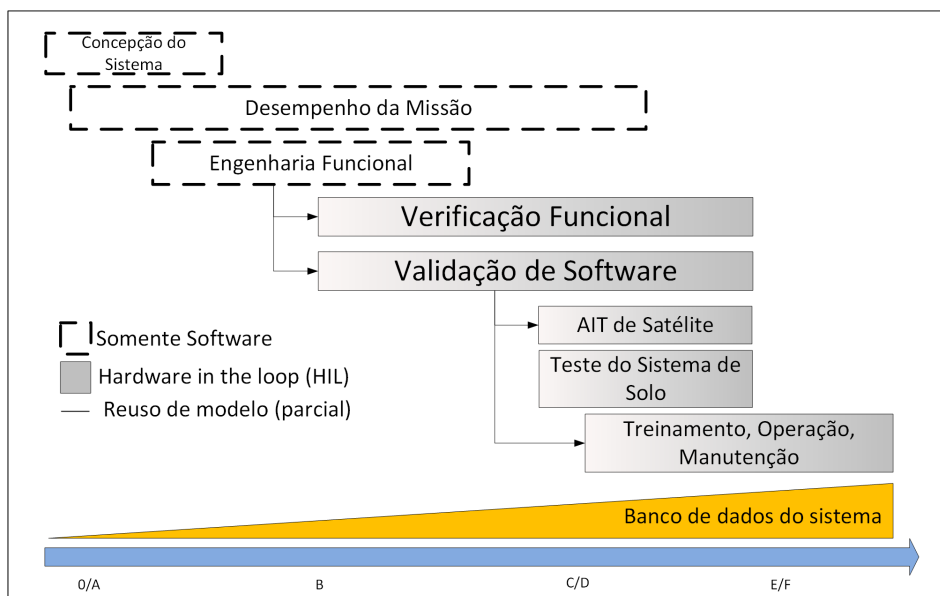 Concepção do
Sistema
Desempenho da Missão
Engenharia Funcional
Verificação Funcional
Validação de Software
AIT de Satélite
Teste do Sistema de
Solo
Treinamento, Operação,
Manutenção
Somente Software
Hardware in the loop (HIL)
Reuso de modelo (parcial)
Banco de dados do sistema
0/A
B
C/D
E/F